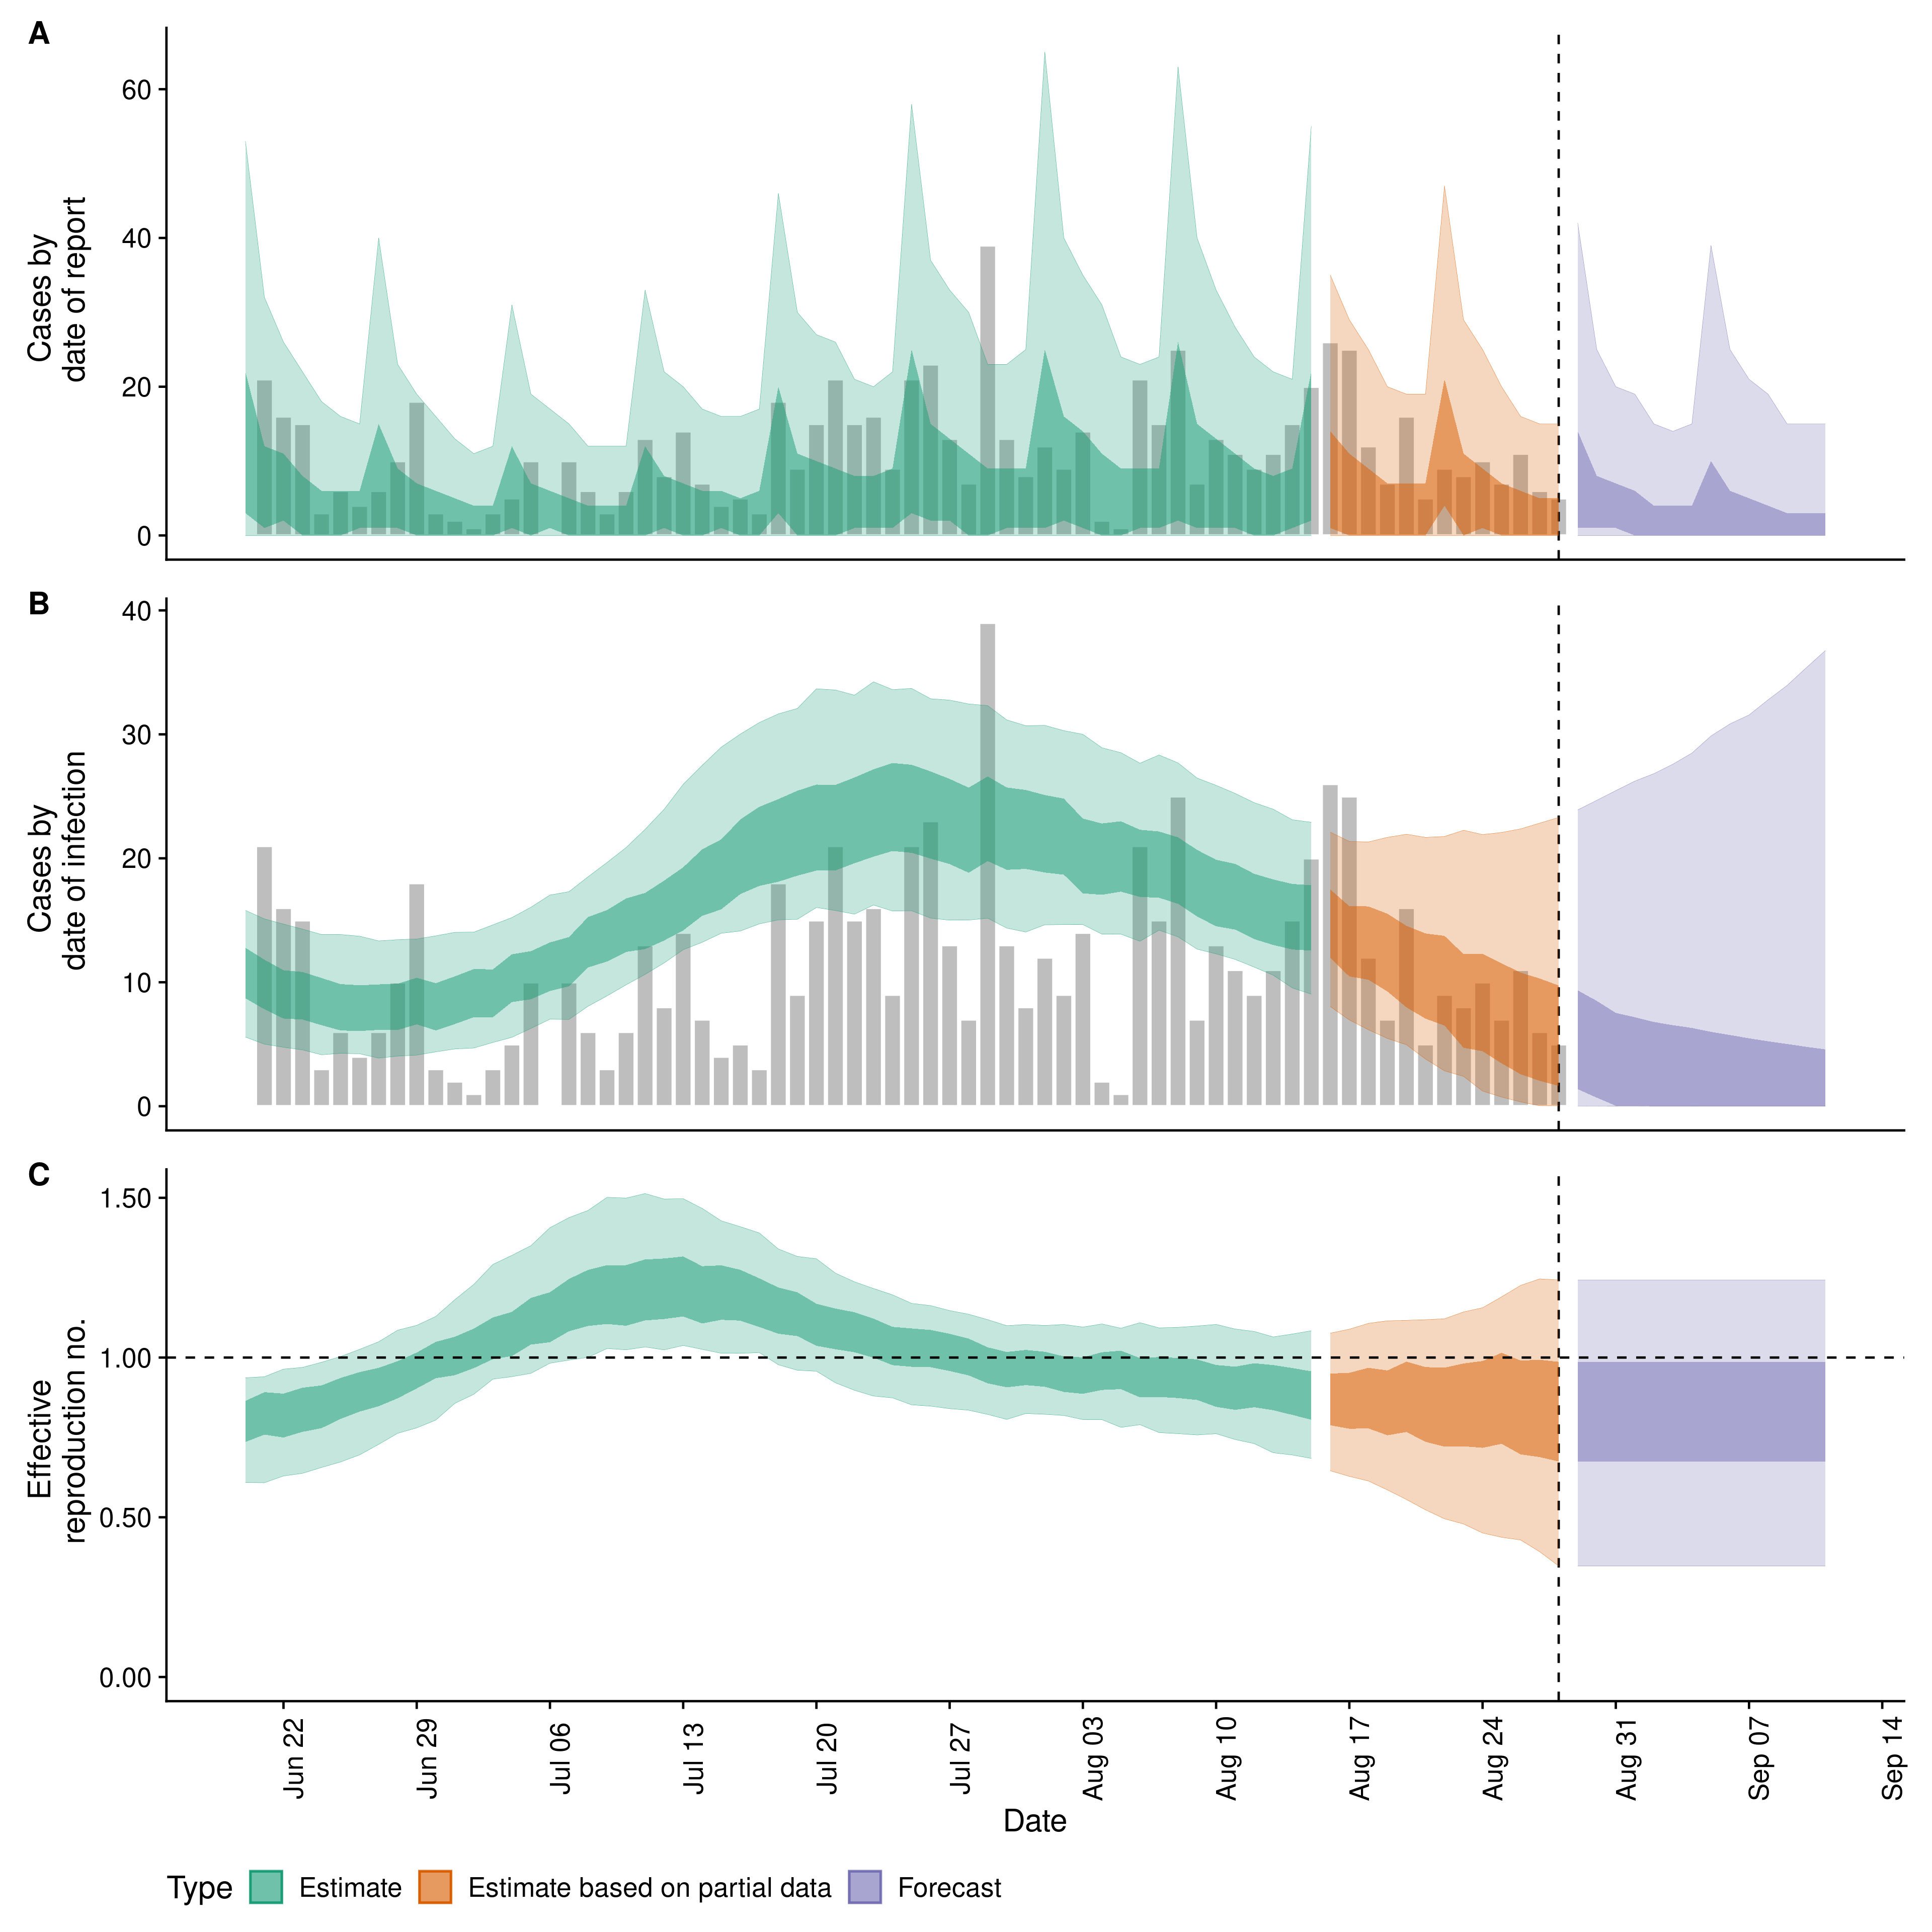 A
Cases by
date of report
60
40
20
0
B
Cases by
date of infection
40
30
20
10
0
C
Effective
reproduction no.
1.50
1.00
0.50
0.00
Jun 22
Jun 29
Jul 06
Jul 13
Jul 20
Jul 27
Aug 03
Aug 10
Aug 17
Aug 24
Aug 31
Sep 07
Sep 14
Date
Type Estimate Estimate based on partial data Forecast